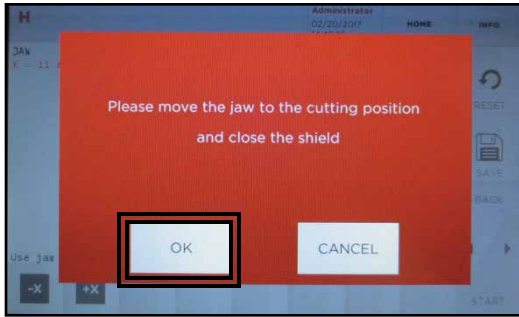 H
Administrator
02/20/2017
HOME
INFO
JAW
RESET
Please move the jaw to the cutting position
and close the shield
SAVE
BACK
OK
CANCEL
Use jaw
-X
+X
START